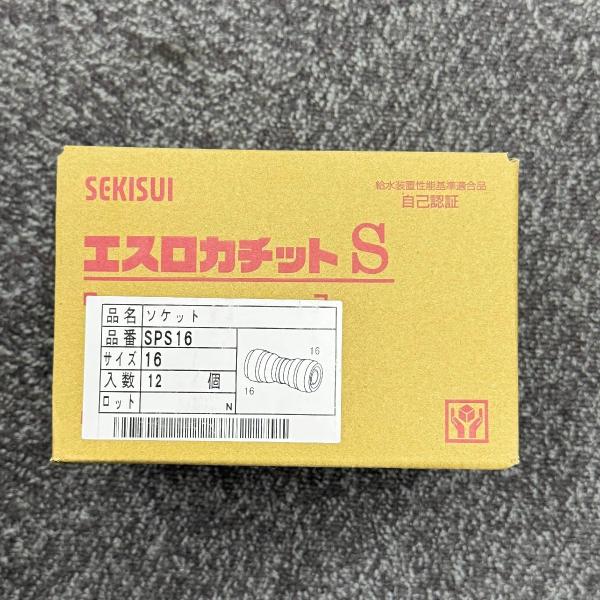 SEKISUI
給水装置性能基準適合品
自己認証
エスロカチットS
品名 ソケット
品番 SPS16
サイズ 16
入数 12 個
ロット N
16
16